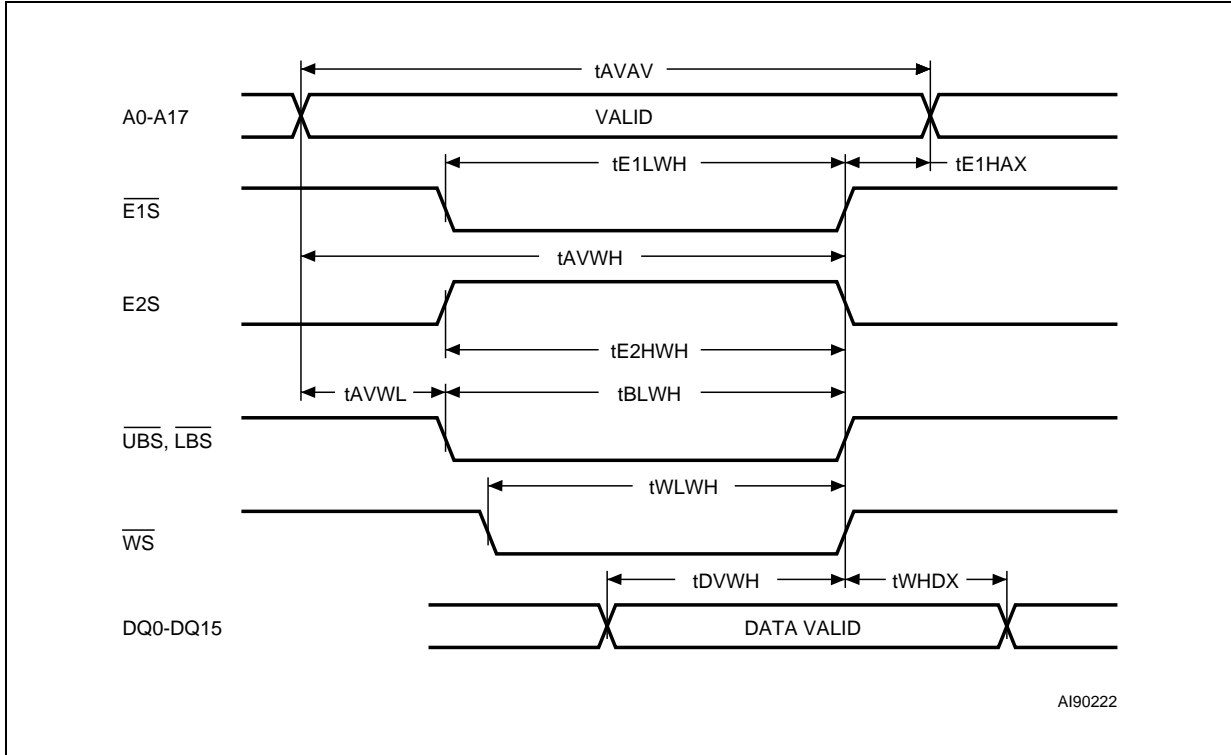 tAVAV
A0-A17
VALID
tE1LWH
tE1HAX
E1S
tAVWH
E2S
tE2HWH
tAVWL
tBLWH
UBS, LBS
tWLWH
WS
tDVWH
tWHDX
DQ0-DQ15
DATA VALID
AI90222